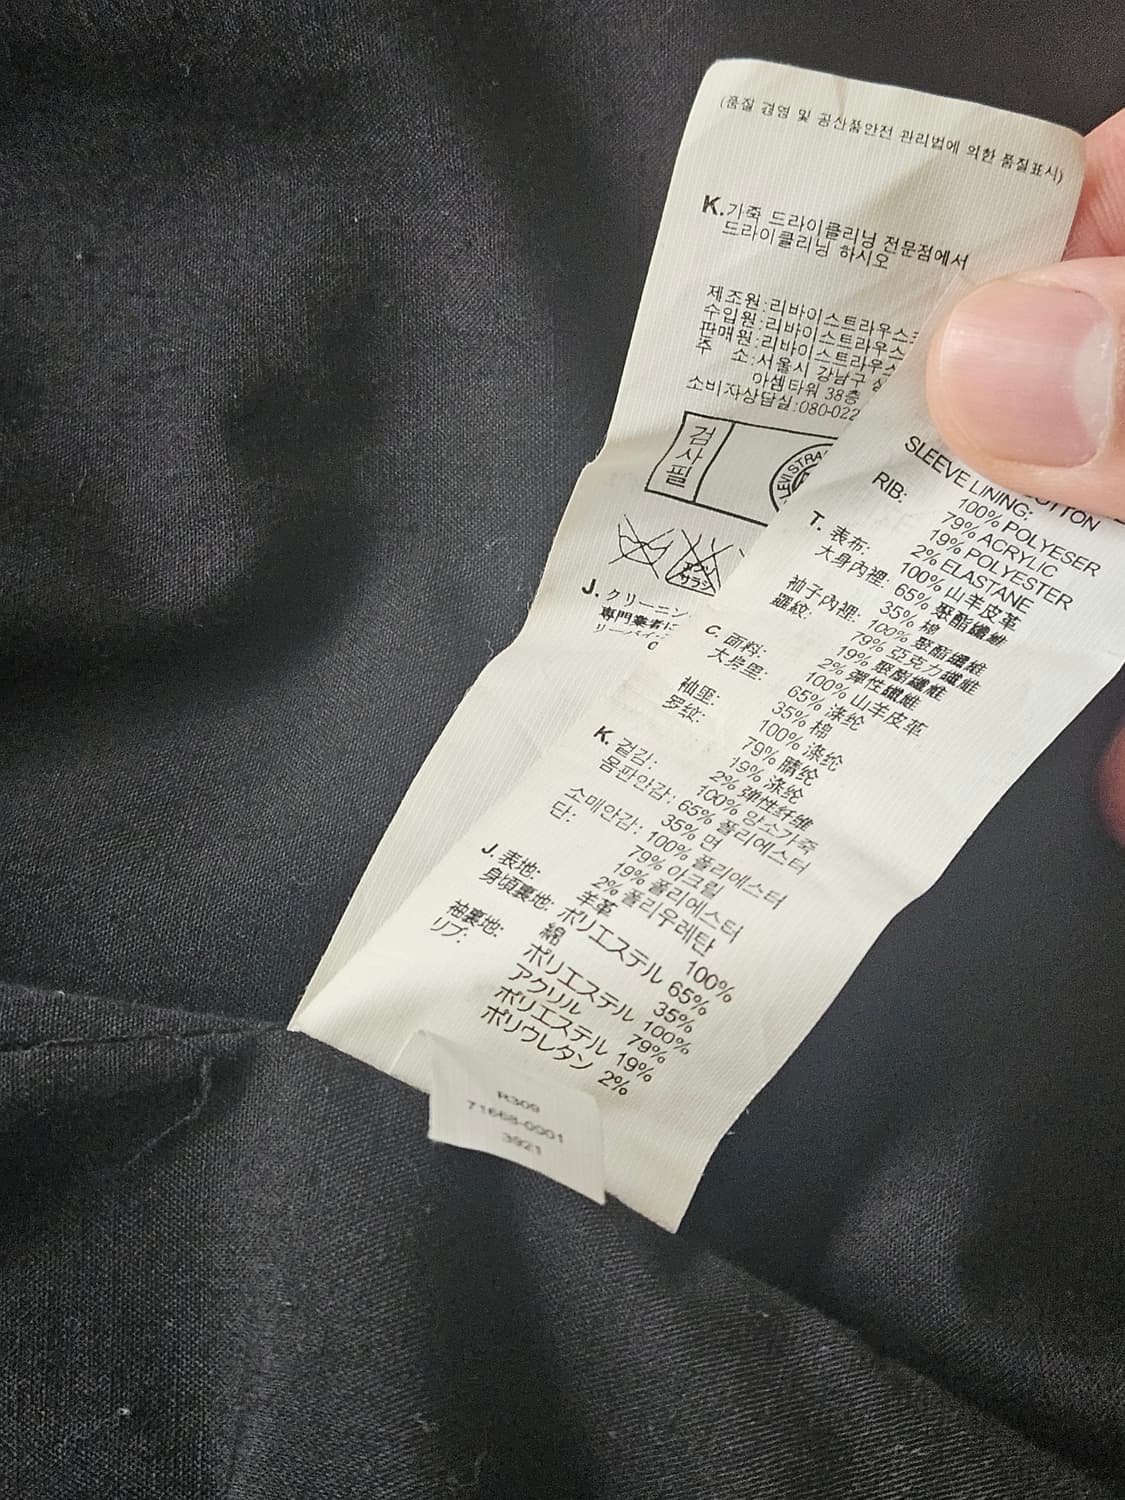 (품질 경영 및 공산품안전 관리법에 의한 품질표시)
K.기죽 드라이클리닝 전문점에서
드라이클리닝 하시오
제조원:리바이스트라우스
수입원:리바이스트라우스
판매원:리바이스트라우스
주 소:서울시 강남구
아셈타워 38층
소비자상담실:080-022
검사필
LEVI STRA
J.クリーニン
専門業者に
SLEEVE LINING: COTTON
100% POLYESER
RIB: 79% ACRYLIC
19% POLYESTER
2% ELASTANE
T. 表布: 100% 山羊皮革
大身內裡: 65% 聚酯纖維
35% 棉
袖子內裡: 100% 聚酯纖維
羅紋: 79% 亞克力纖維
19% 聚酯纖維
2% 彈性纖維
C. 面料: 100% 山羊皮革
大身里: 65% 涤纶
35% 棉
袖里: 100% 涤纶
罗纹: 79% 腈纶
19% 涤纶
2% 弹性纤维
K. 겉감: 100% 양소가죽
몸판안감: 65% 폴리에스터
35% 면
소매안감: 100% 폴리에스터
단: 79% 아크릴
19% 폴리에스터
2% 폴리우레탄
J. 表地: 羊革 100%
身頃裏地: ポリエステル 65%
綿 35%
袖裏地: ポリエステル 100%
リブ: アクリル 79%
ポリエステル 19%
ポリウレタン 2%
R309
71668-0001
3921